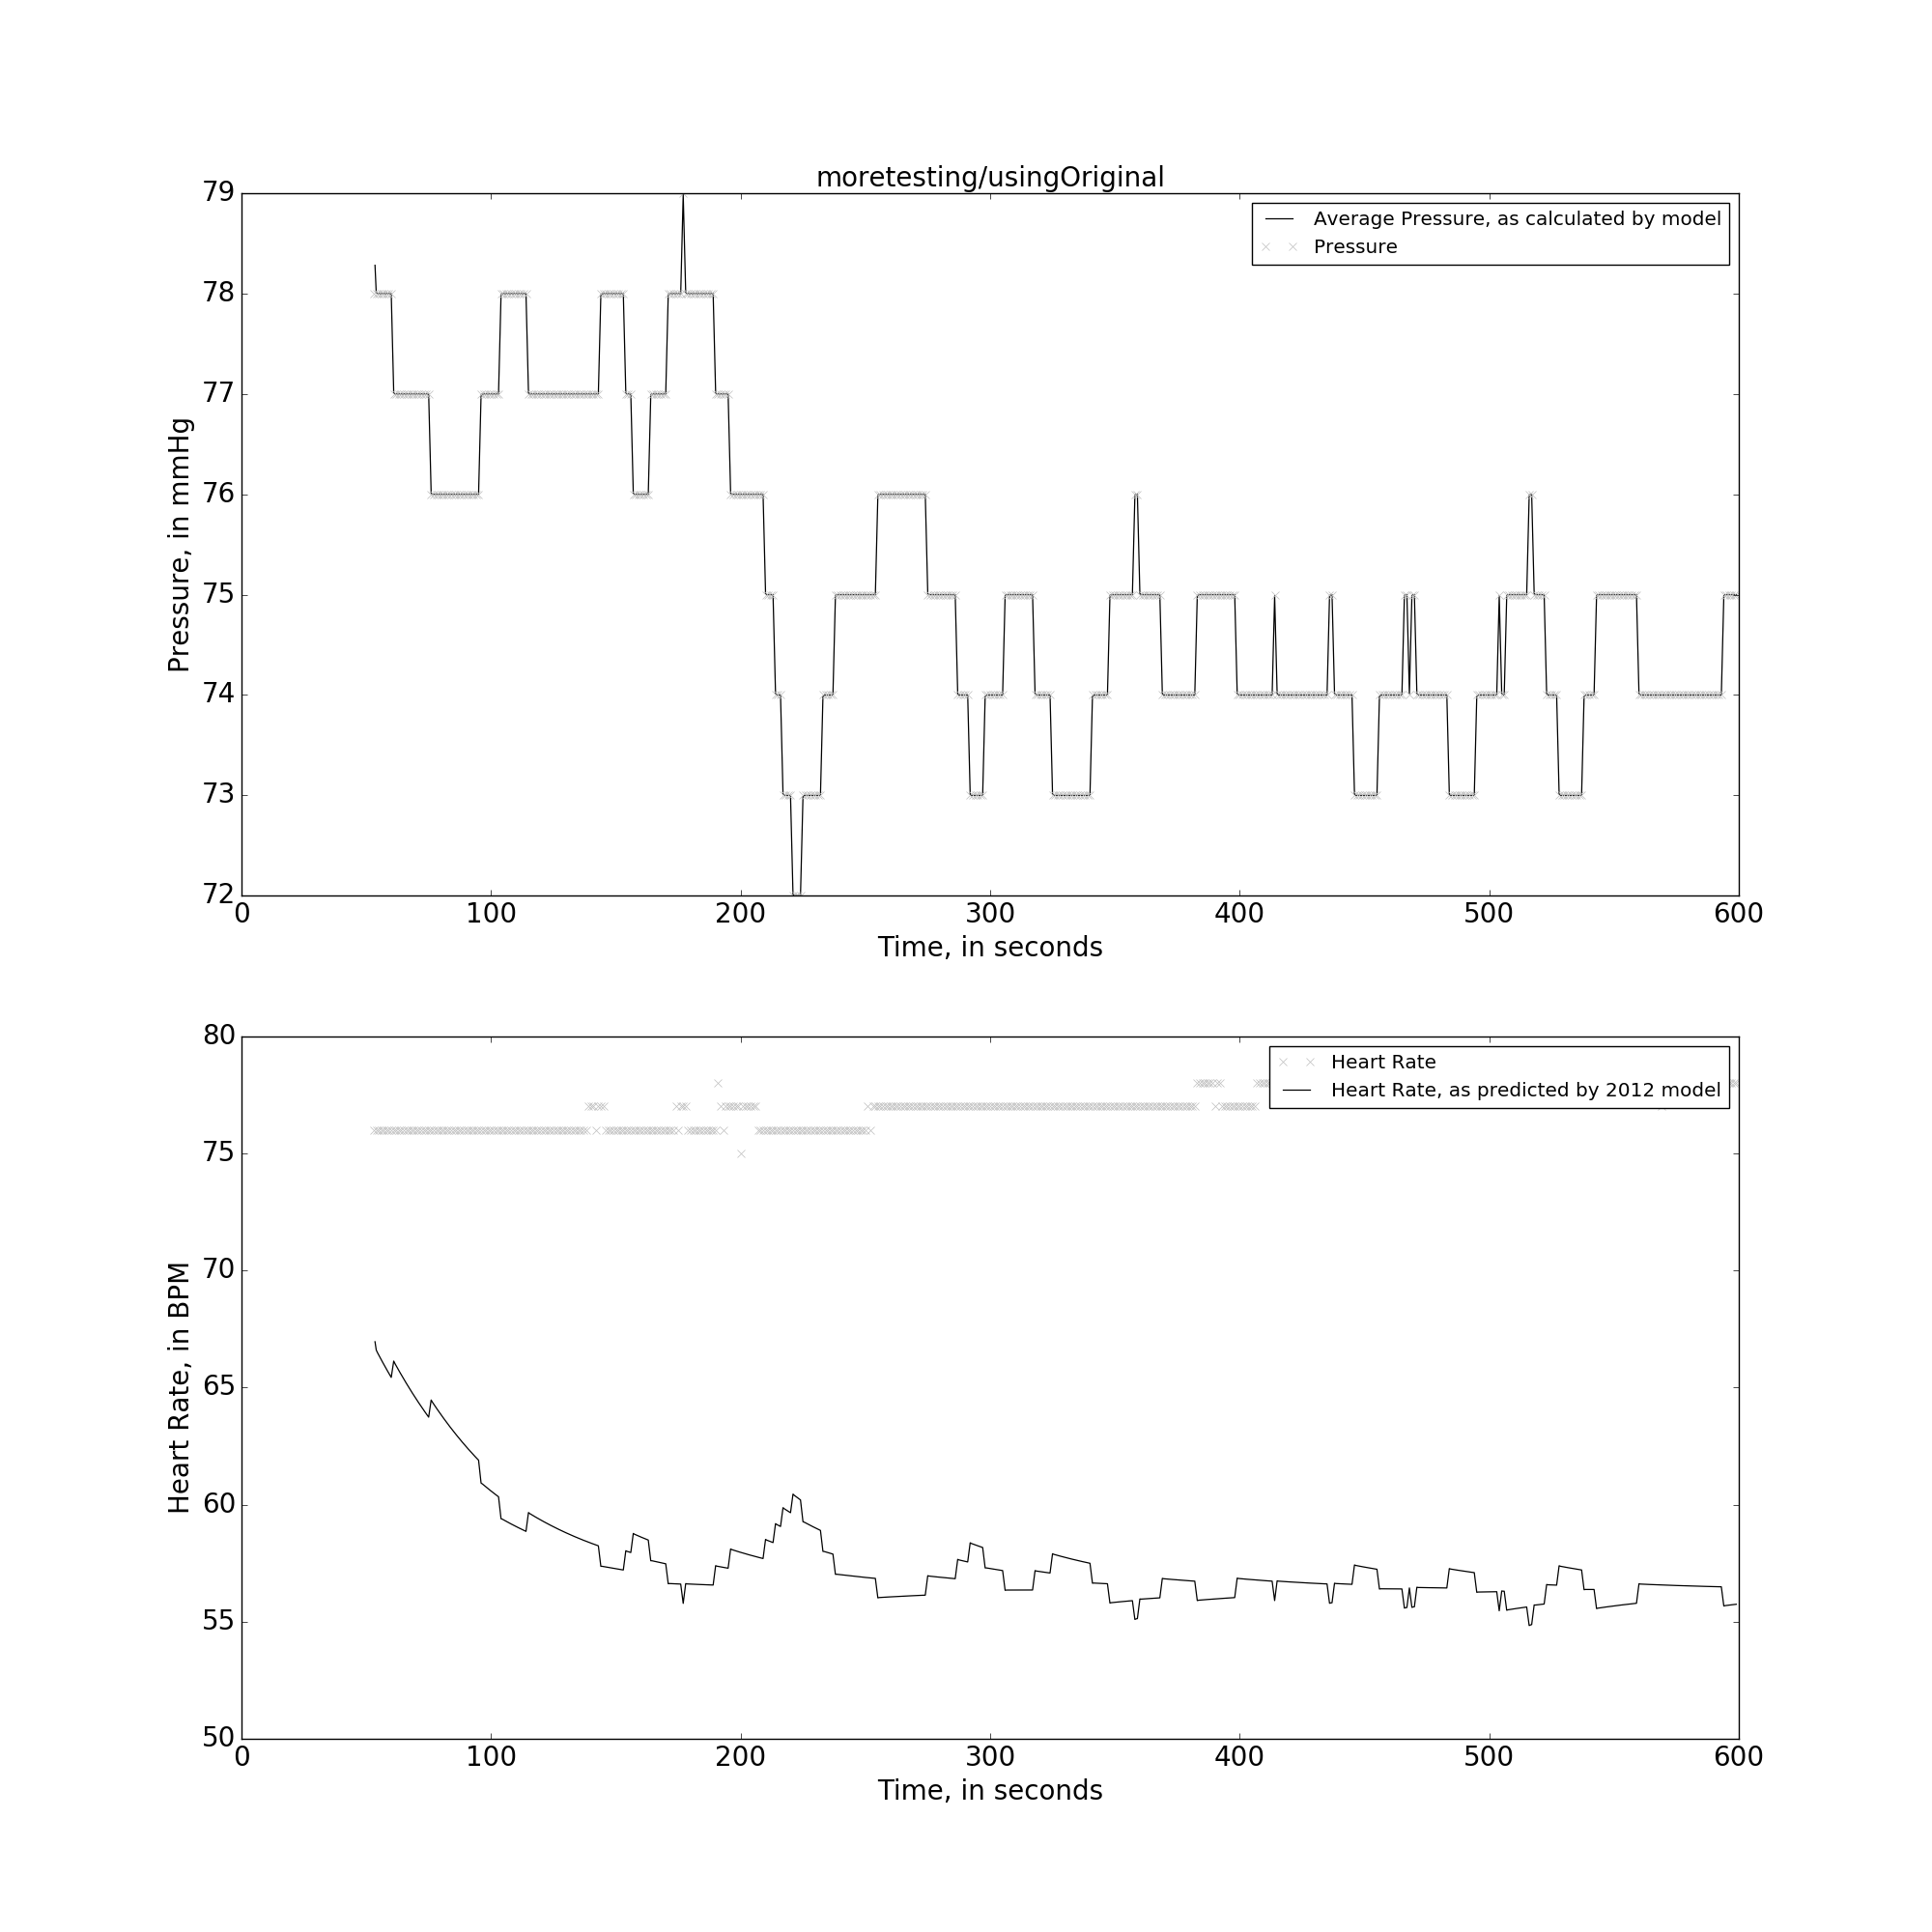 moretesting/usingOriginal
79
Average Pressure, as calculated by model
Pressure
78
77
76
75
74
73
72
Pressure, in mmHg
0 100 200 300 400 500 600
Time, in seconds
80
Heart Rate
Heart Rate, as predicted by 2012 model
75
70
65
60
55
50
Heart Rate, in BPM
0 100 200 300 400 500 600
Time, in seconds